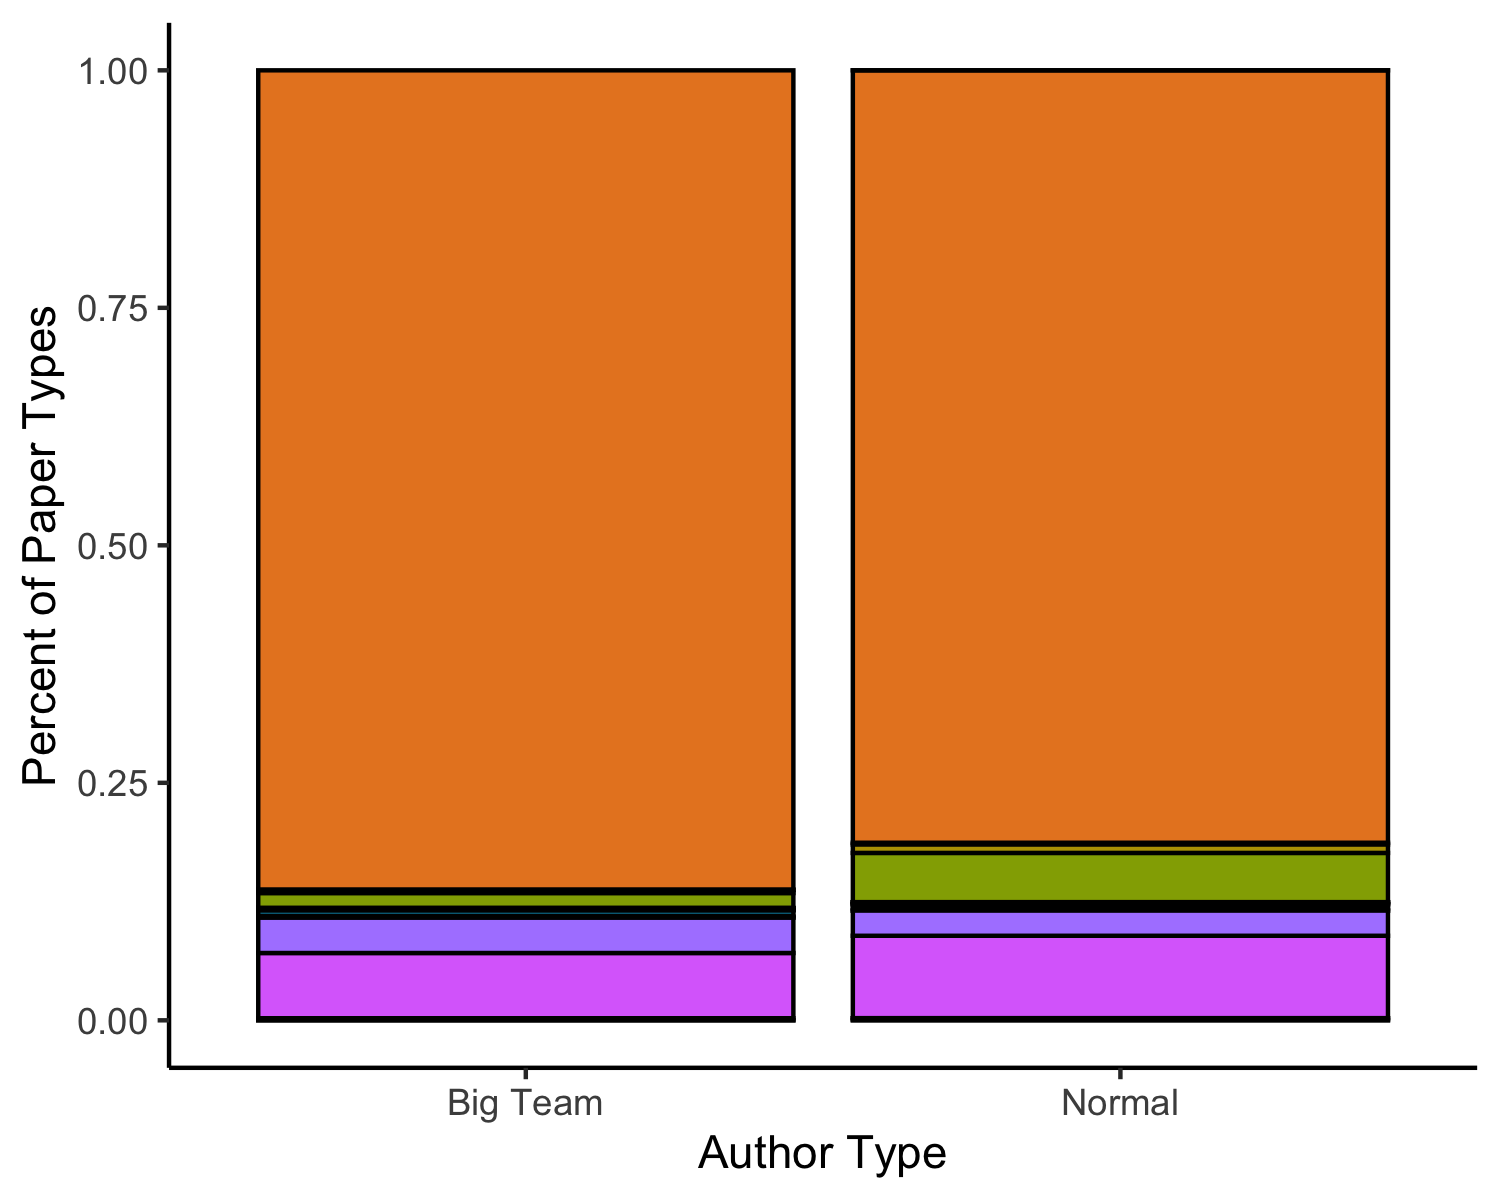 Percent of Paper Types
1.00
0.75
0.50
0.25
0.00
Big Team
Normal
Author Type